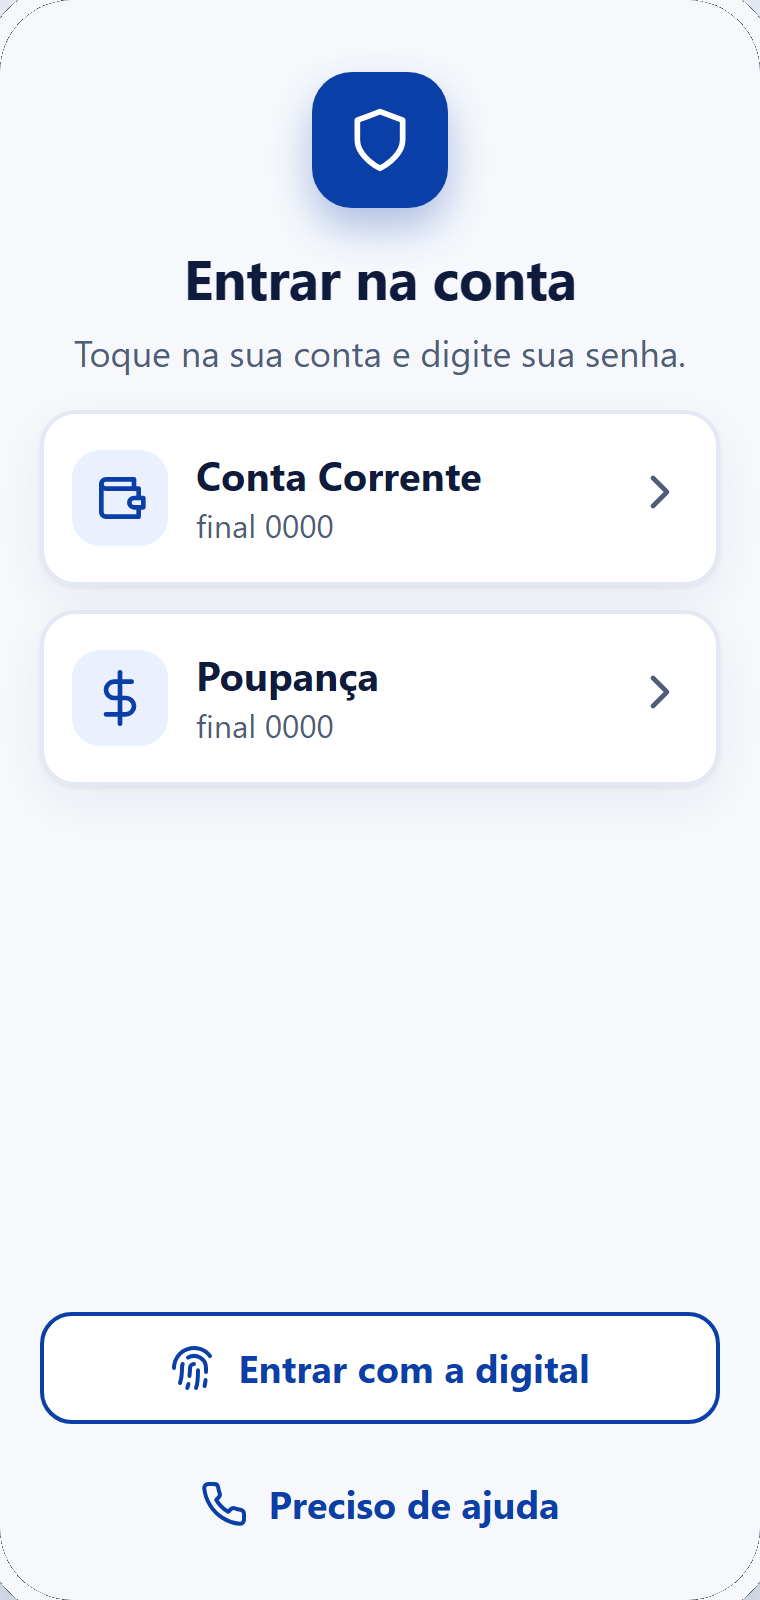 Entrar na conta
Toque na sua conta e digite sua senha.
Conta Corrente
final 0000
Poupança
final 0000
Entrar com a digital
Preciso de ajuda